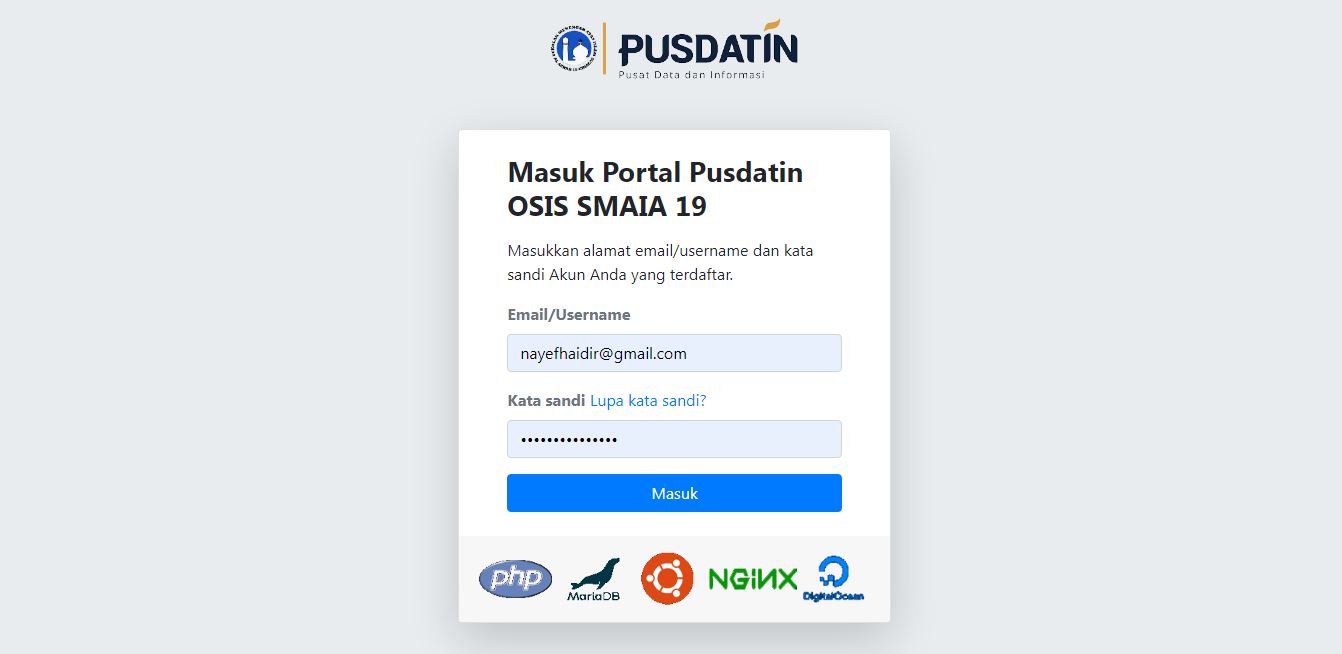 PUSDATIN
Pusat Data dan Informasi
Masuk Portal Pusdatin
OSIS SMAIA 19
Masukkan alamat email/username dan kata
sandi Akun Anda yang terdaftar.
Email/Username
nayefhaidir@gmail.com
Kata sandi Lupa kata sandi?
•••••••••••••••
Masuk
php MariaDB NGINX DigitalOcean